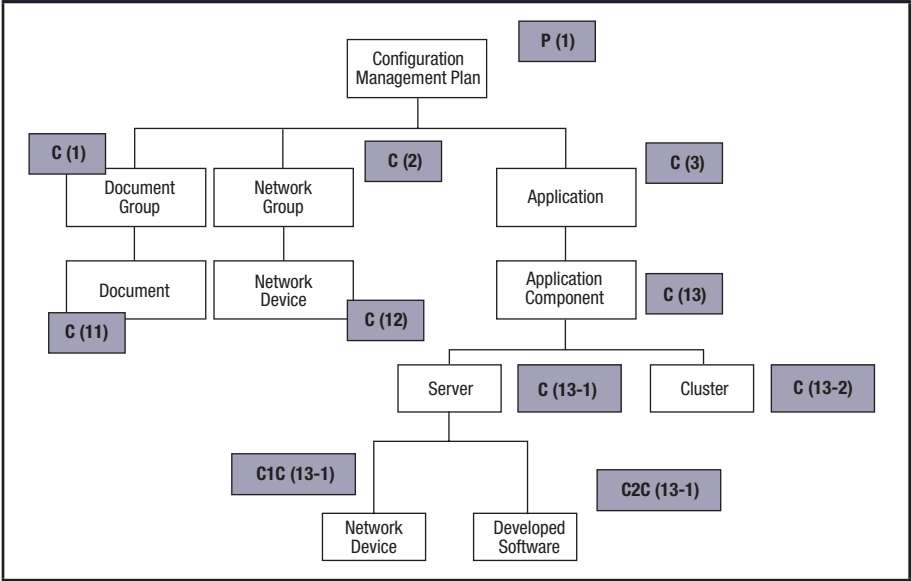 P (1)
Configuration
Management Plan
C (1)
C (2)
C (3)
Document
Group
Network
Group
Application
Document
Network
Device
Application
Component
C (11)
C (12)
C (13)
Server
C (13-1)
Cluster
C (13-2)
C1C (13-1)
C2C (13-1)
Network
Device
Developed
Software